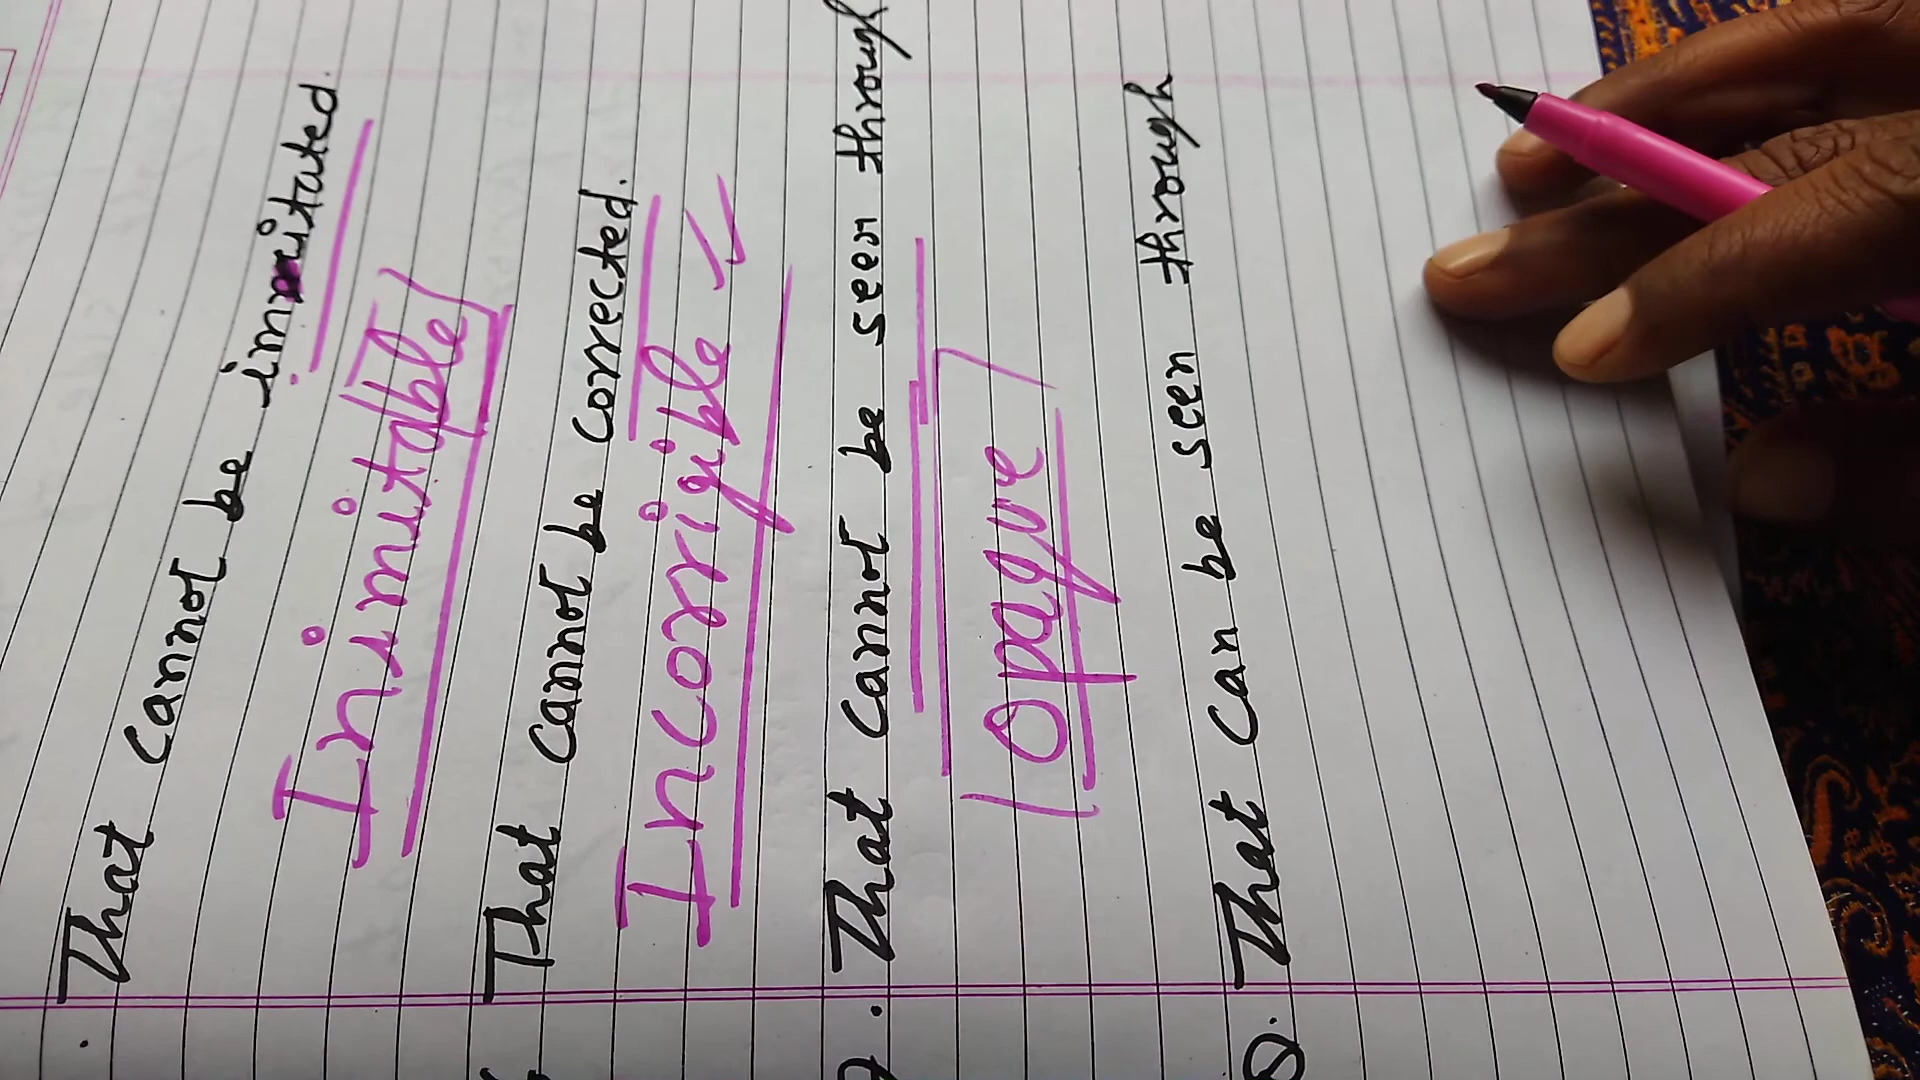 . That cannot be immitated.
Inimitable
That cannot be corrected.
Incorrigible
. That cannot be seen through
Opaque
Q. That can be seen through